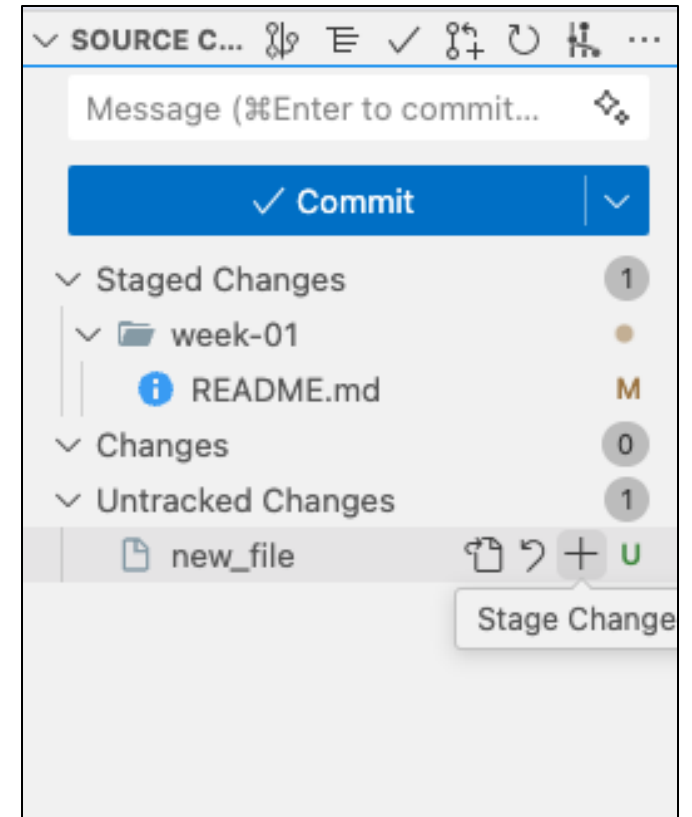 SOURCE C...
Message (⌘Enter to commit...
Commit
Staged Changes 1
week-01
README.md M
Changes 0
Untracked Changes 1
new_file U
Stage Change